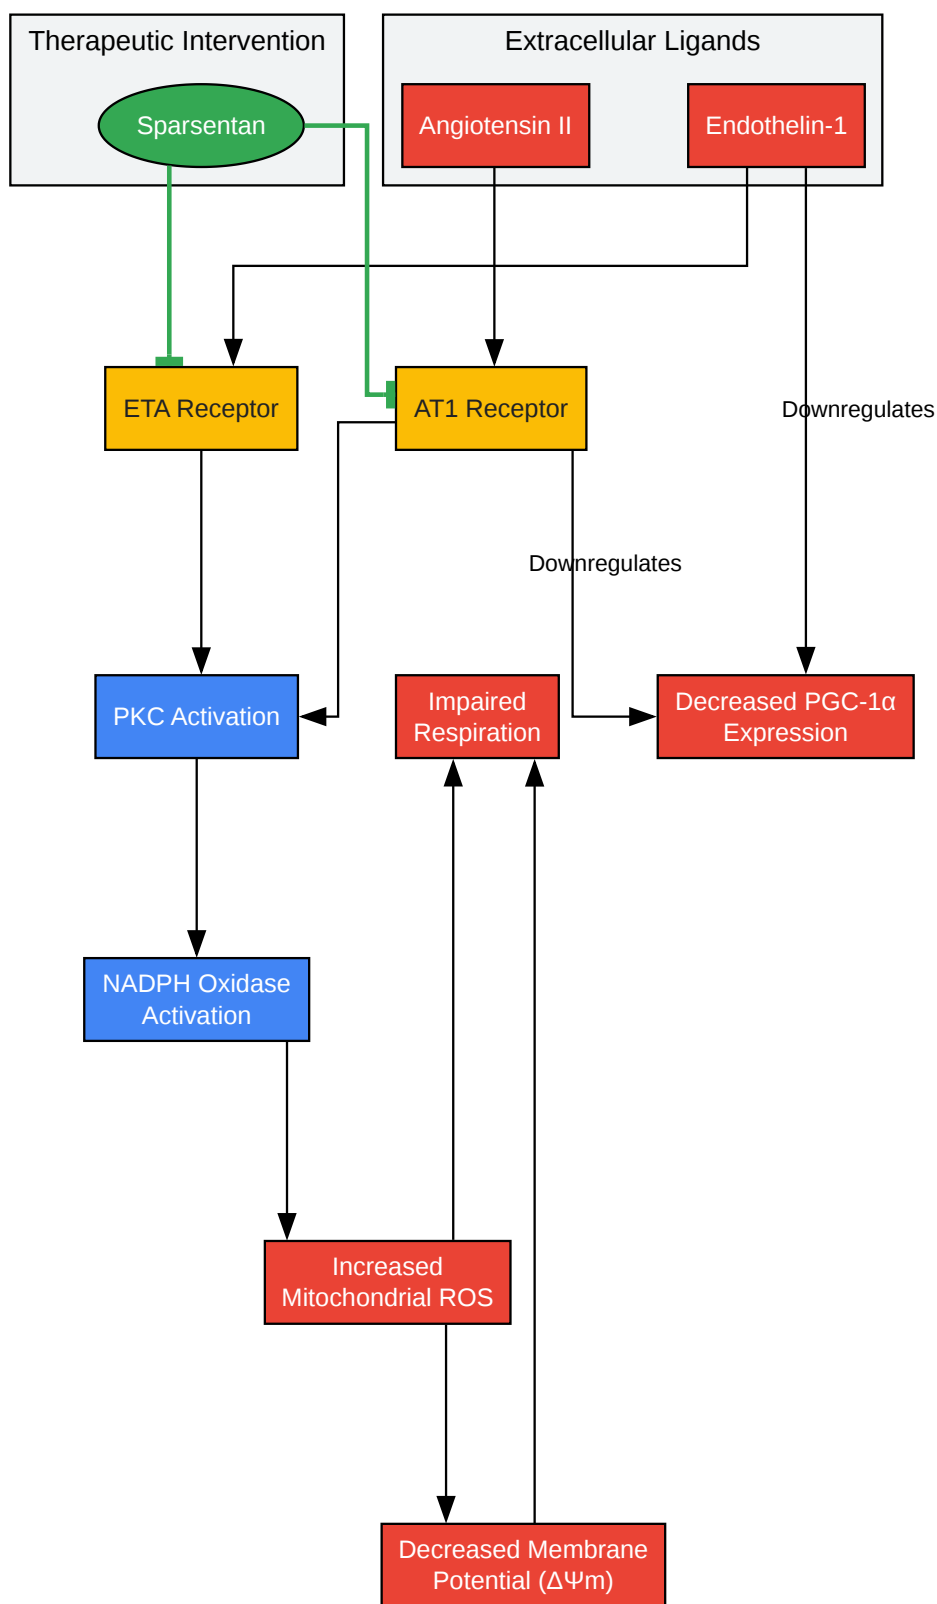 Therapeutic Intervention
Extracellular Ligands
Sparsentan
Angiotensin II
Endothelin-1
ETA Receptor
AT1 Receptor
Downregulates
Downregulates
PKC Activation
Impaired
Respiration
Decreased PGC-1α
Expression
NADPH Oxidase
Activation
Increased
Mitochondrial ROS
Decreased Membrane
Potential (ΔΨm)